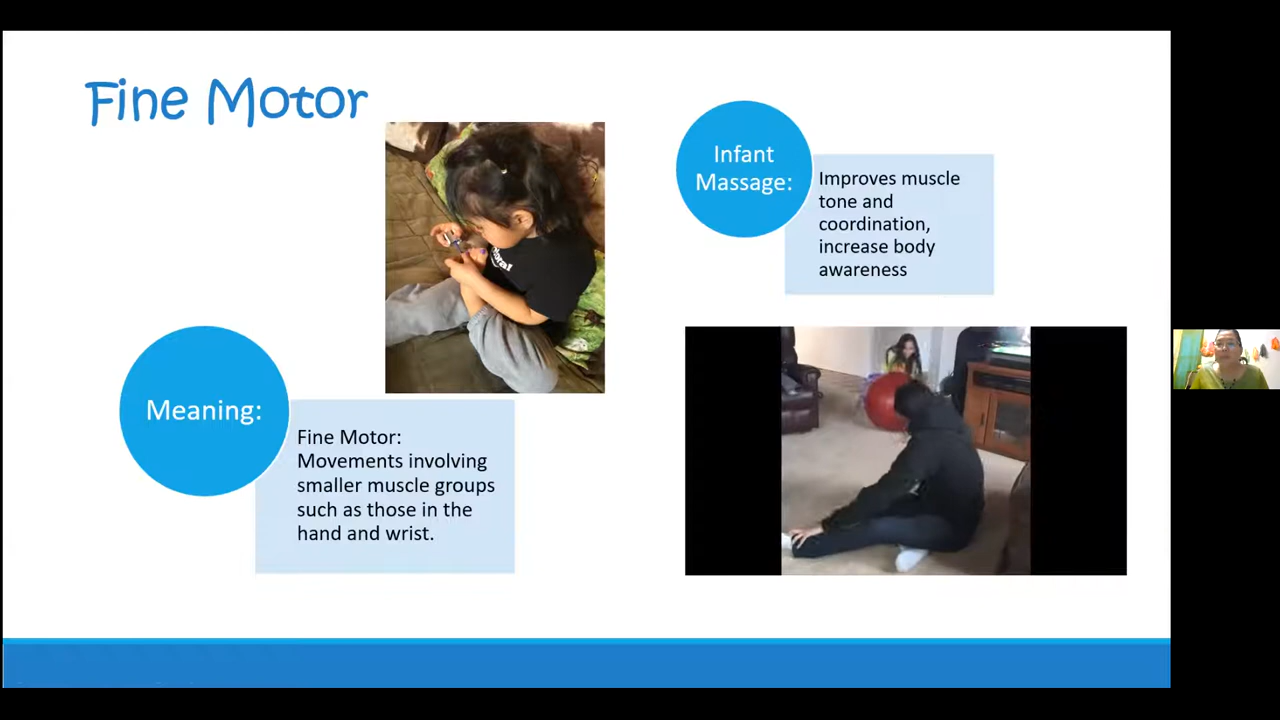 Fine Motor
Infant
Massage:
Improves muscle
tone and
coordination,
increase body
awareness
Meaning:
Fine Motor:
Movements involving
smaller muscle groups
such as those in the
hand and wrist.